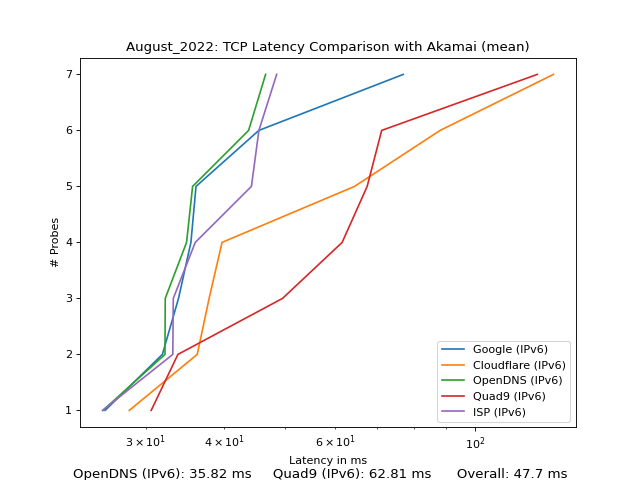 August_2022: TCP Latency Comparison with Akamai (mean)
# Probes
7
6
5
4
3
2
1
Google (IPv6)
Cloudflare (IPv6)
OpenDNS (IPv6)
Quad9 (IPv6)
ISP (IPv6)
3 × 10¹ 4 × 10¹ 6 × 10¹ 10²
Latency in ms
OpenDNS (IPv6): 35.82 ms Quad9 (IPv6): 62.81 ms Overall: 47.7 ms